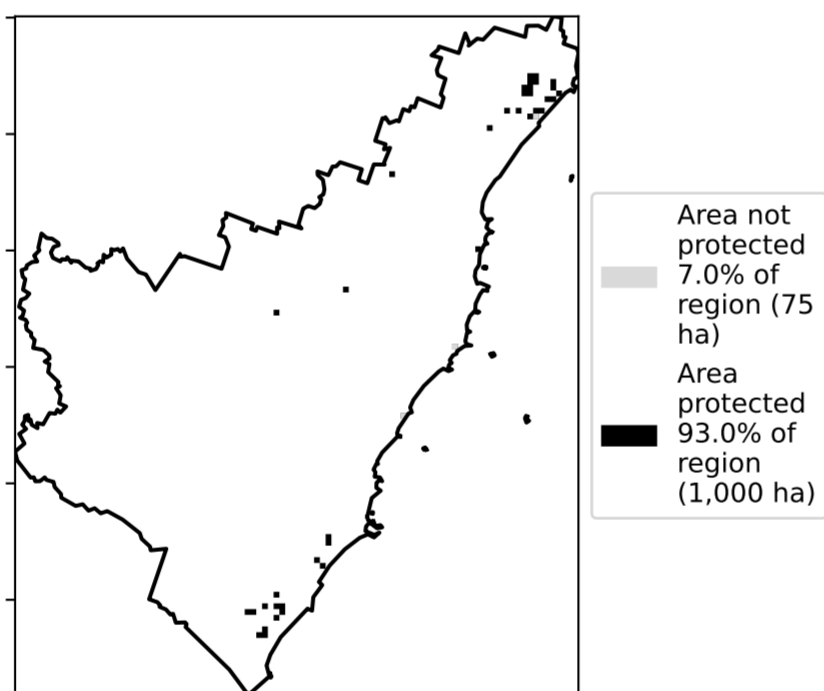 Area not
protected
7.0% of
region (75
ha)
Area
protected
93.0% of
region
(1,000 ha)